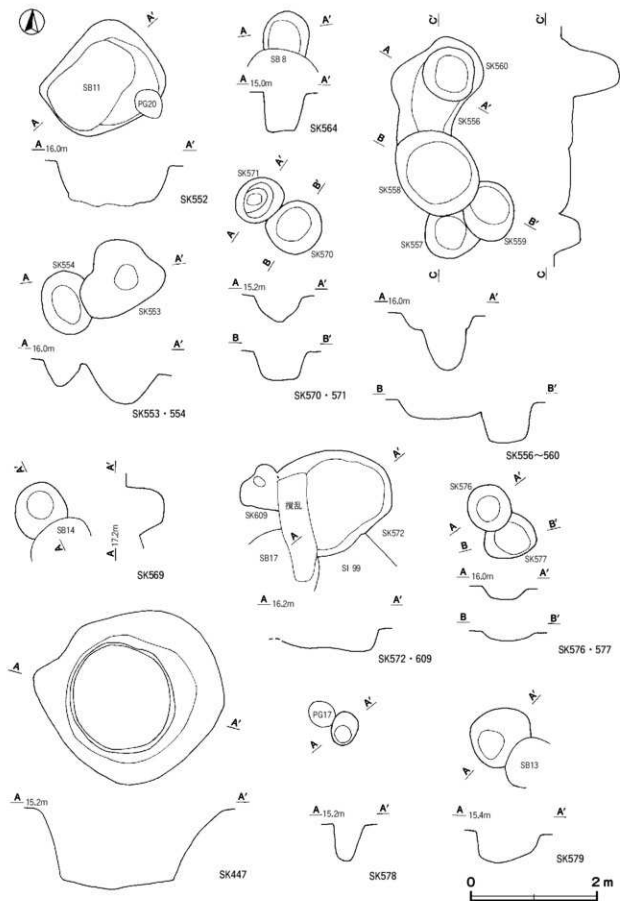 A'
SB11
PG20
A
A 16.0m
A'
SK552
A
A'
SB 8
A 15.0m
A'
SK564
C'
A
SK560
A'
SK556
B
SK558
SK557
SK559
B'
C
C'
C
A 16.0m
A'
B
B'
SK556～560
SK571
A'
B'
A
SK570
B
A 15.2m
A'
B
B'
SK570・571
SK554
A
A'
SK553
A 16.0m
A'
SK553・554
A'
SB14
A
A'
A 17.2m
SK569
A'
SK609
撹乱
A
SK572
SB17
SI 99
A 16.2m
A'
SK572・609
SK576
A'
A
B
B'
SK577
A 16.0m
A'
B
B'
SK576・577
A
A'
A 15.2m
A'
SK447
PG17
A'
A
A 15.2m
A'
SK578
A'
A
SB13
A 15.4m
A'
SK579
0 2 m